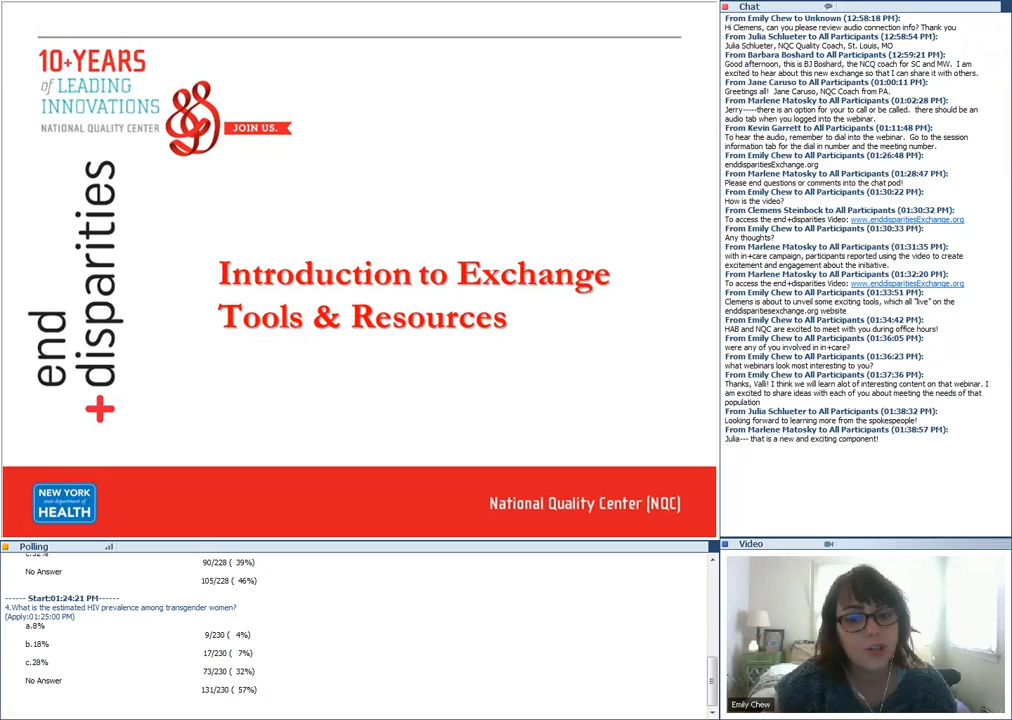 10+YEARS
of LEADING
INNOVATIONS
NATIONAL QUALITY CENTER
JOIN US.
end
+disparities
Introduction to Exchange
Tools & Resources
NEW YORK
state department of
HEALTH
National Quality Center (NQC)
Chat
From Emily Chew to Unknown (12:58:18 PM):
Hi Clemens, can you please review audio connection info? Thank you
From Julia Schlueter to All Participants (12:58:54 PM):
Julia Schlueter, NQC Quality Coach, St. Louis, MO
From Barbara Boshard to All Participants (12:59:21 PM):
Good afternoon, this is BJ Boshard, the NCQ coach for SC and MW. I am
excited to hear about this new exchange so that I can share it with others.
From Jane Caruso to All Participants (01:00:11 PM):
Greetings all! Jane Caruso, NQC Coach from PA.
From Marlene Matosky to All Participants (01:02:28 PM):
Jerry-----there is an option for your to call or be called. there should be an
audio tab when you logged into the webinar.
From Kevin Garrett to All Participants (01:11:48 PM):
To hear the audio, remember to dial into the webinar. Go to the session
information tab for the dial in number and the meeting number.
From Emily Chew to All Participants (01:26:48 PM):
enddisparitiesExchange.org
From Marlene Matosky to All Participants (01:28:47 PM):
Please end questions or comments into the chat pod!
From Emily Chew to All Participants (01:30:22 PM):
How is the video?
From Clemens Steinbock to All Participants (01:30:32 PM):
To access the end+disparities Video: www.enddisparitiesExchange.org
From Emily Chew to All Participants (01:30:33 PM):
Any thoughts?
From Marlene Matosky to All Participants (01:31:35 PM):
with in+care campaign, participants reported using the video to create
excitement and engagement about the initiative.
From Marlene Matosky to All Participants (01:32:20 PM):
To access the end+disparities Video: www.enddisparitiesExchange.org
From Emily Chew to All Participants (01:33:51 PM):
Clemens is about to unveil some exciting tools, which all "live" on the
enddisparitiesexchange.org website
From Emily Chew to All Participants (01:34:42 PM):
HAB and NQC are excited to meet with you during office hours!
From Emily Chew to All Participants (01:36:05 PM):
were any of you involved in in+care?
From Emily Chew to All Participants (01:36:23 PM):
what webinars look most interesting to you?
From Emily Chew to All Participants (01:37:36 PM):
Thanks, Valli! I think we will learn alot of interesting content on that webinar. I
am excited to share ideas with each of you about meeting the needs of that
population
From Julia Schlueter to All Participants (01:38:32 PM):
Looking forward to learning more from the spokespeople!
From Marlene Matosky to All Participants (01:38:57 PM):
Julia--- that is a new and exciting component!
Polling
c.32%
90/228 ( 39%)
No Answer
105/228 ( 46%)
------ Start:01:24:21 PM------
4.What is the estimated HIV prevalence among transgender women?
(Apply:01:25:00 PM)
a.8%
9/230 ( 4%)
b.18%
17/230 ( 7%)
c.28%
73/230 ( 32%)
No Answer
131/230 ( 57%)
Video
Emily Chew